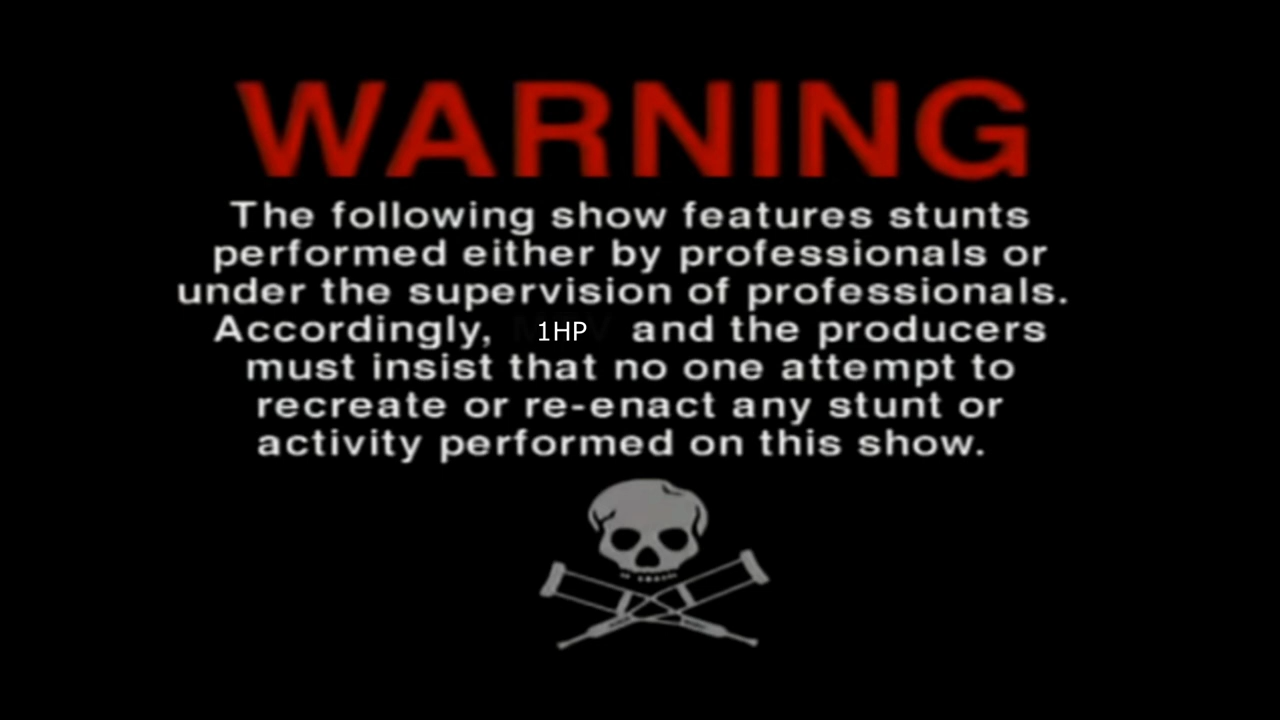 WARNING
The following show features stunts
performed either by professionals or
under the supervision of professionals.
Accordingly, 1HP and the producers
must insist that no one attempt to
recreate or re-enact any stunt or
activity performed on this show.